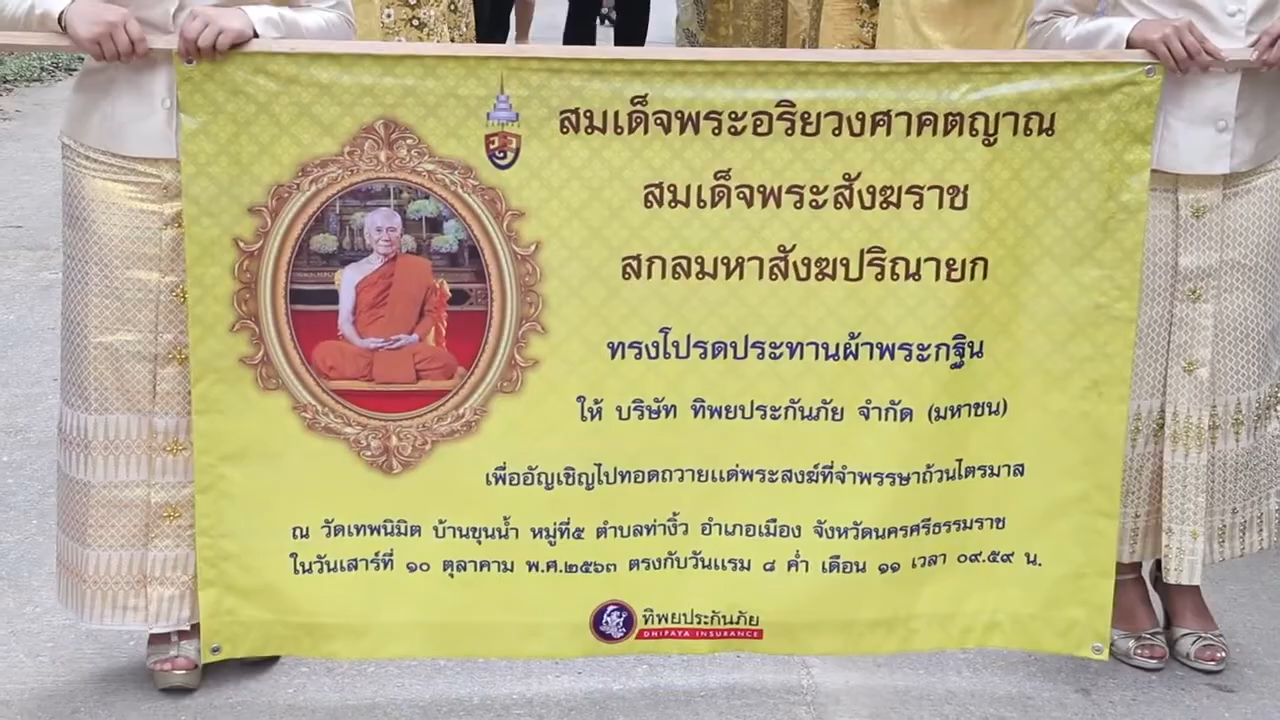 สมเด็จพระอริยวงศาคตญาณ
สมเด็จพระสังฆราช
สกลมหาสังฆปริณายก
ทรงโปรดประทานผ้าพระกฐิน
ให้ บริษัท ทิพยประกันภัย จำกัด (มหาชน)
เพื่ออัญเชิญไปทอดถวายแด่พระสงฆ์ที่จำพรรษาถ้วนไตรมาส
ณ วัดเทพนิมิต บ้านขุนน้ำ หมู่ที่๕ ตำบลท่างิ้ว อำเภอเมือง จังหวัดนครศรีธรรมราช
ในวันเสาร์ที่ ๑๐ ตุลาคาม พ.ศ.๒๕๖๓ ตรงกับวันแรม ๘ ค่ำ เดือน ๑๑ เวลา ๐๙.๕๙ น.
ทิพยประกันภัย
DHIPAYA INSURANCE